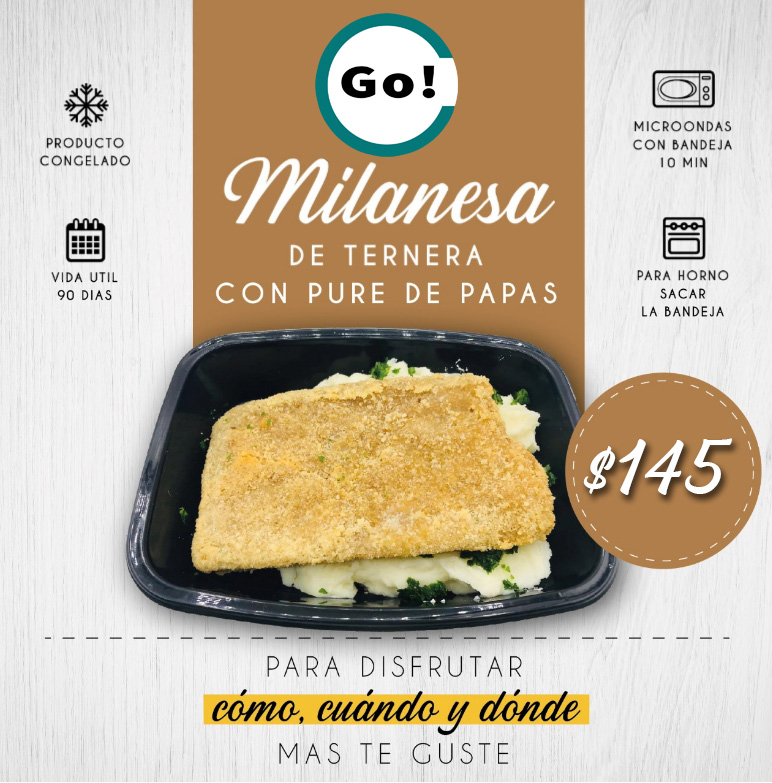 Go!
Milanesa
DE TERNERA
CON PURE DE PAPAS
PRODUCTO
CONGELADO
VIDA UTIL
90 DIAS
MICROONDAS
CON BANDEJA
10 MIN
PARA HORNO
SACAR
LA BANDEJA
$145
PARA DISFRUTAR
cómo, cuándo y dónde
MAS TE GUSTE